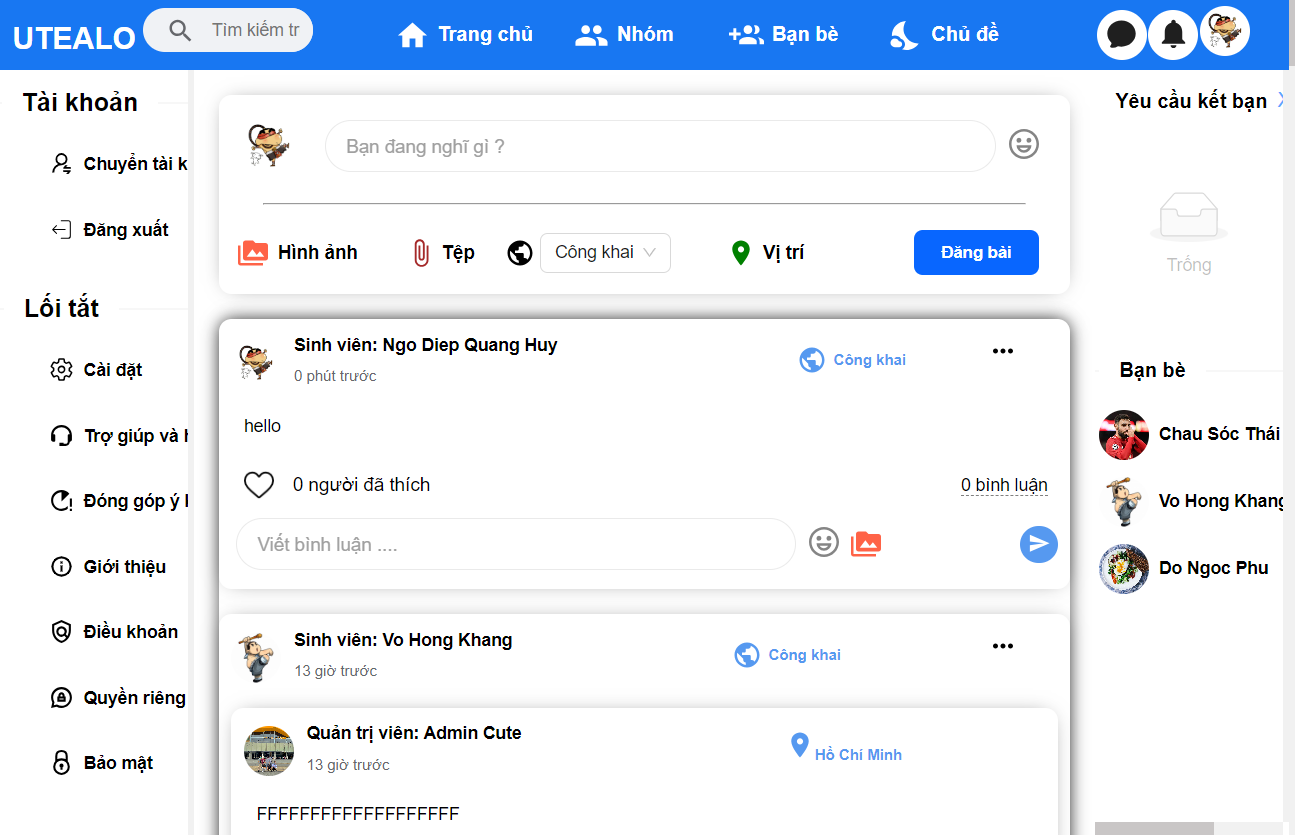 UTEALO
Tìm kiếm tr
Trang chủ
Nhóm
Bạn bè
Chủ đề
Tài khoản
Chuyển tài k
Đăng xuất
Lối tắt
Cài đặt
Trợ giúp và h
Đóng góp ý k
Giới thiệu
Điều khoản
Quyền riêng
Bảo mật
Bạn đang nghĩ gì ?
Hình ảnh
Tệp
Công khai
Vị trí
Đăng bài
Sinh viên: Ngo Diep Quang Huy
0 phút trước
Công khai
hello
0 người đã thích
0 bình luận
Viết bình luận ....
Sinh viên: Vo Hong Khang
13 giờ trước
Công khai
Quản trị viên: Admin Cute
13 giờ trước
Hồ Chí Minh
FFFFFFFFFFFFFFFFFFF
Yêu cầu kết bạn
Trống
Bạn bè
Chau Sóc Thái
Vo Hong Khang
Do Ngoc Phu